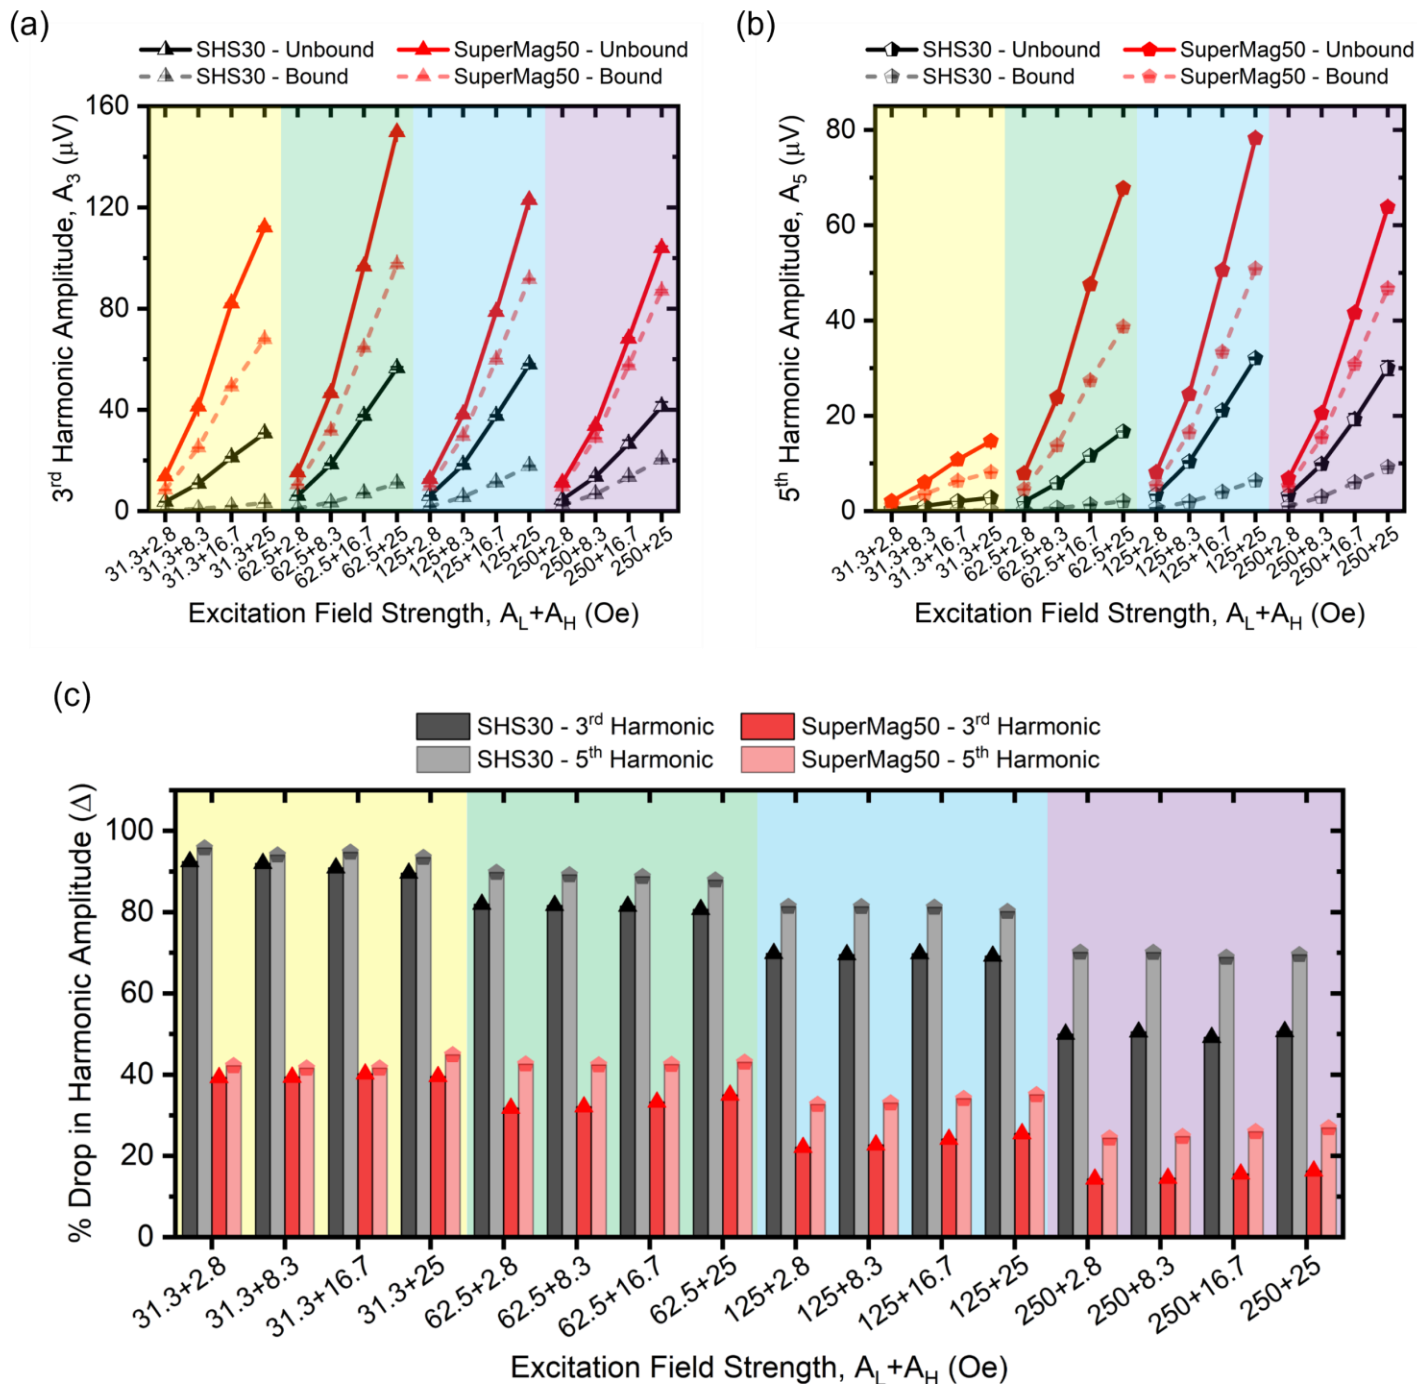 (a)
SHS30 - Unbound SuperMag50 - Unbound
SHS30 - Bound SuperMag50 - Bound
160
120
80
40
0
3rd Harmonic Amplitude, A3 (μV)
31.3+2.8 31.3+8.3 31.3+16.7 31.3+25 62.5+2.8 62.5+8.3 62.5+16.7 62.5+25 125+2.8 125+8.3 125+16.7 125+25 250+2.8 250+8.3 250+16.7 250+25
Excitation Field Strength, AL+AH (Oe)
(b)
SHS30 - Unbound SuperMag50 - Unbound
SHS30 - Bound SuperMag50 - Bound
80
60
40
20
0
5th Harmonic Amplitude, A5 (μV)
31.3+2.8 31.3+8.3 31.3+16.7 31.3+25 62.5+2.8 62.5+8.3 62.5+16.7 62.5+25 125+2.8 125+8.3 125+16.7 125+25 250+2.8 250+8.3 250+16.7 250+25
Excitation Field Strength, AL+AH (Oe)
(c)
SHS30 - 3rd Harmonic SuperMag50 - 3rd Harmonic
SHS30 - 5th Harmonic SuperMag50 - 5th Harmonic
100
80
60
40
20
0
% Drop in Harmonic Amplitude (Δ)
31.3+2.8 31.3+8.3 31.3+16.7 31.3+25 62.5+2.8 62.5+8.3 62.5+16.7 62.5+25 125+2.8 125+8.3 125+16.7 125+25 250+2.8 250+8.3 250+16.7 250+25
Excitation Field Strength, AL+AH (Oe)